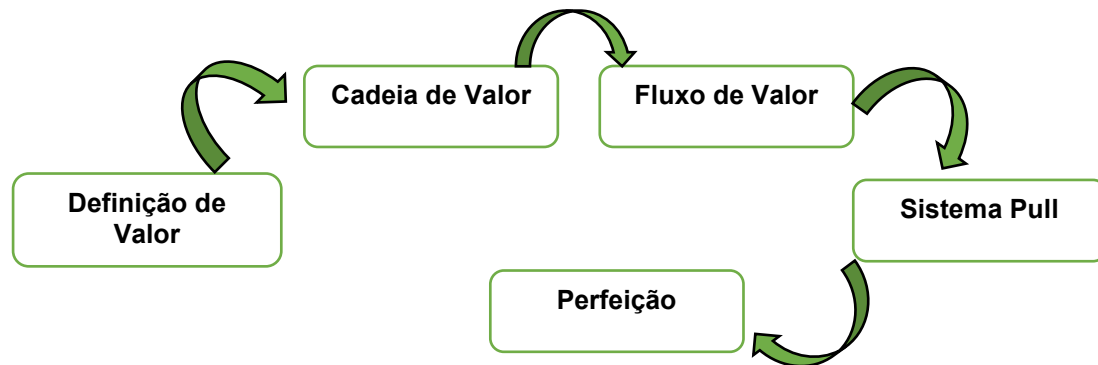 Cadeia de Valor
Fluxo de Valor
Definição de
Valor
Sistema Pull
Perfeição